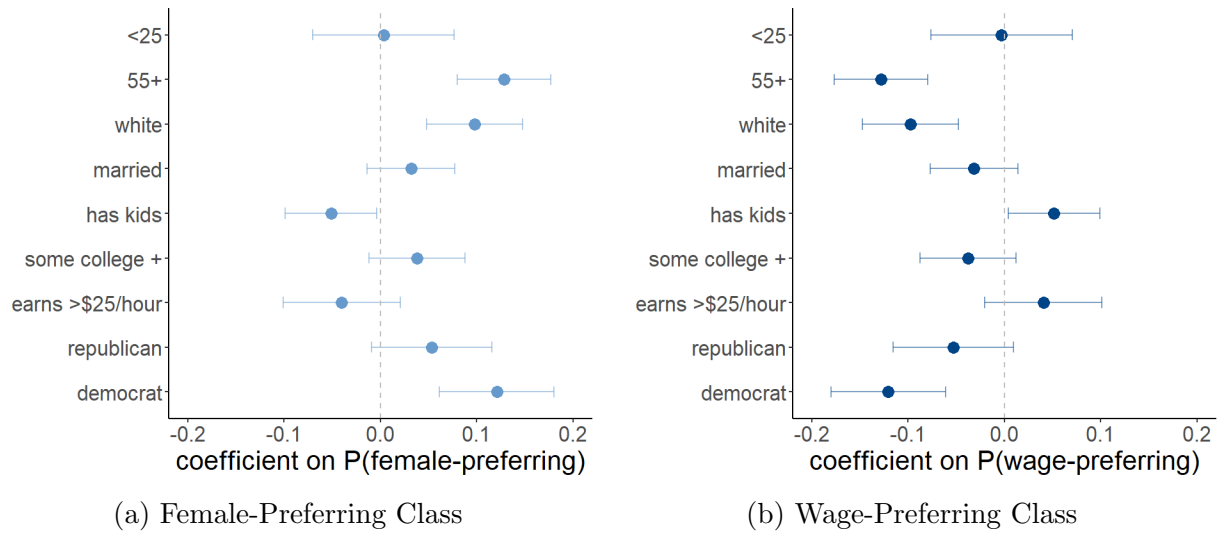 <25
55+
white
married
has kids
some college +
earns >$25/hour
republican
democrat
-0.2 -0.1 0.0 0.1 0.2
coefficient on P(female-preferring)
(a) Female-Preferring Class
<25
55+
white
married
has kids
some college +
earns >$25/hour
republican
democrat
-0.2 -0.1 0.0 0.1 0.2
coefficient on P(wage-preferring)
(b) Wage-Preferring Class